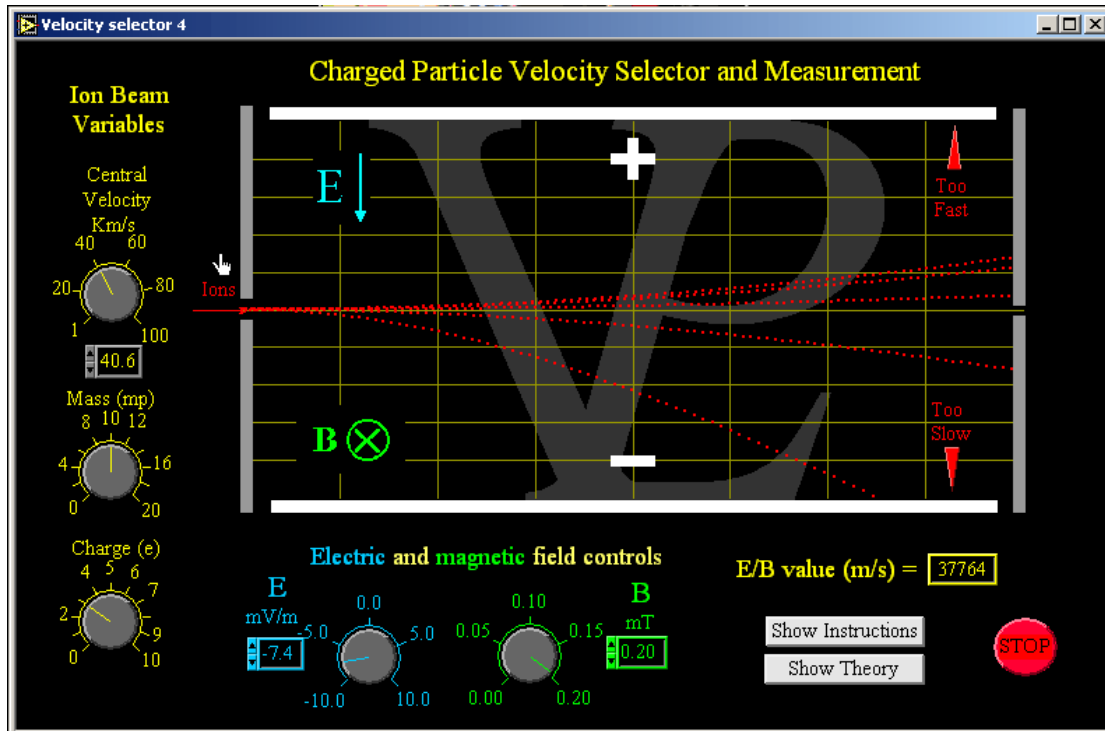 Velocity selector 4
Charged Particle Velocity Selector and Measurement
Ion Beam
Variables
Central
Velocity
Km/s
40 60
20 80
1 100
40.6
Mass (mp)
8 10 12
4 16
0 20
Charge (e)
4 5 6
7
2
9
0 10
E
Ions
B
+
-
Too
Fast
Too
Slow
VPL
Electric and magnetic field controls
E
mV/m
-7.4
0.0
-5.0 5.0
-10.0 10.0
B
mT
0.20
0.10
0.05 0.15
0.00 0.20
E/B value (m/s) = 37764
Show Instructions
Show Theory
STOP